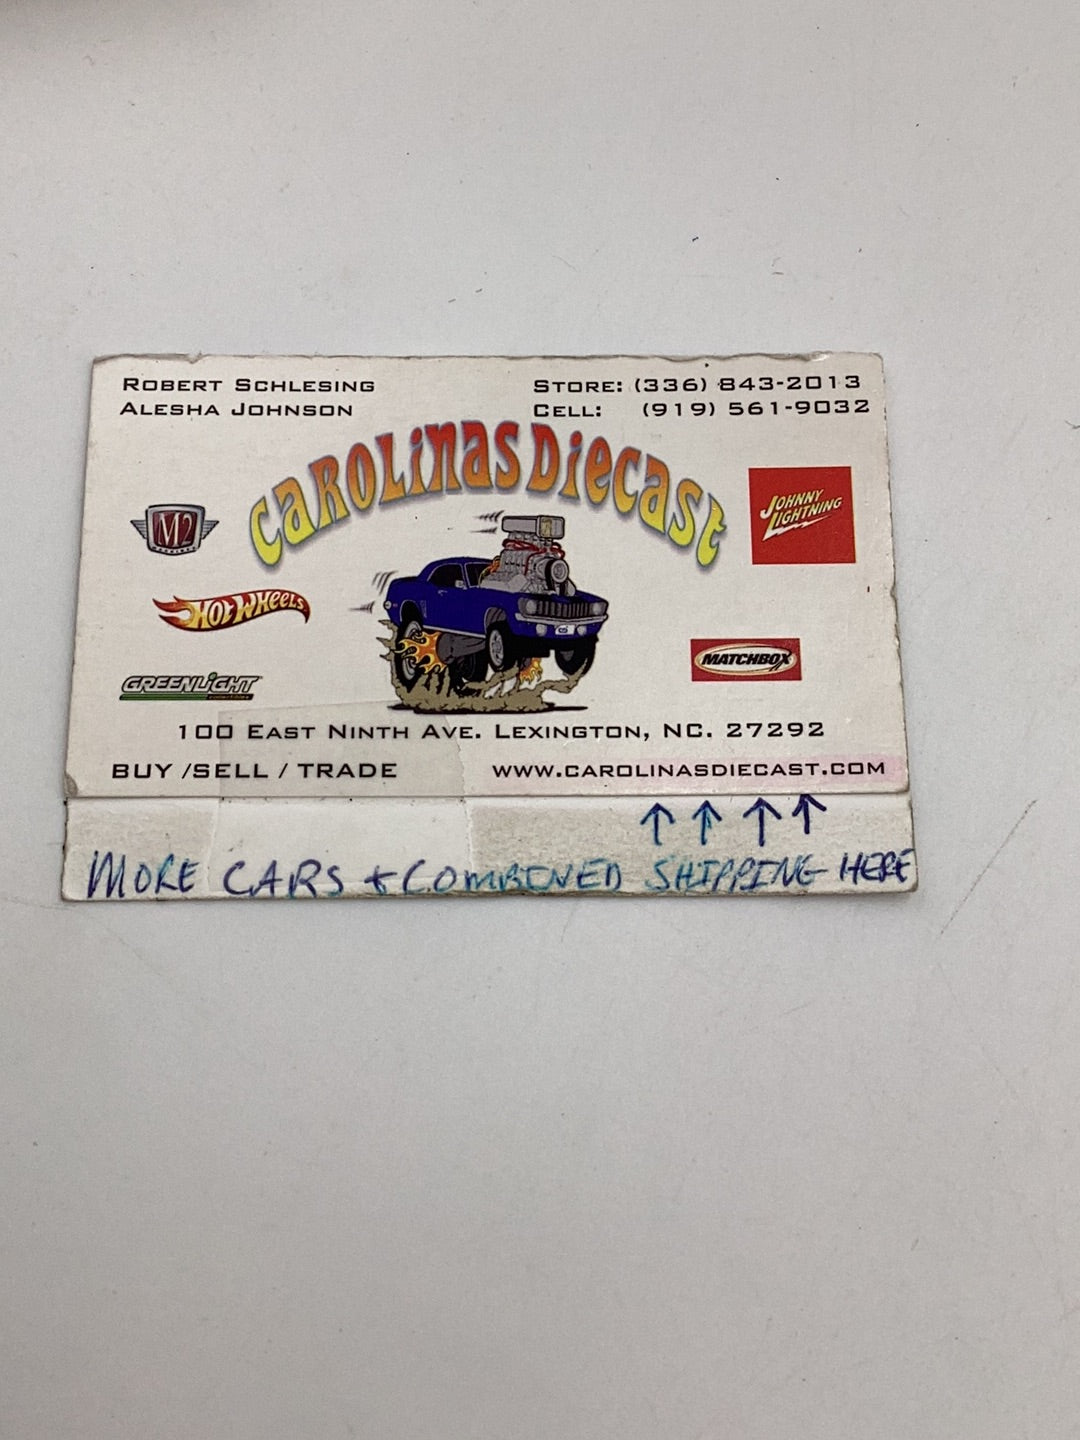 ROBERT SCHLESING
ALESHA JOHNSON
STORE: (336) 843-2013
CELL: (919) 561-9032
CAROLINAS DIECAST
M2
JOHNNY
LIGHTNING
HOT WHEELS
MATCHBOX
GREENLIGHT
100 EAST NINTH AVE. LEXINGTON, NC. 27292
BUY /SELL / TRADE
WWW.CAROLINASDIECAST.COM
MORE CARS + COMBINED SHIPPING HERE